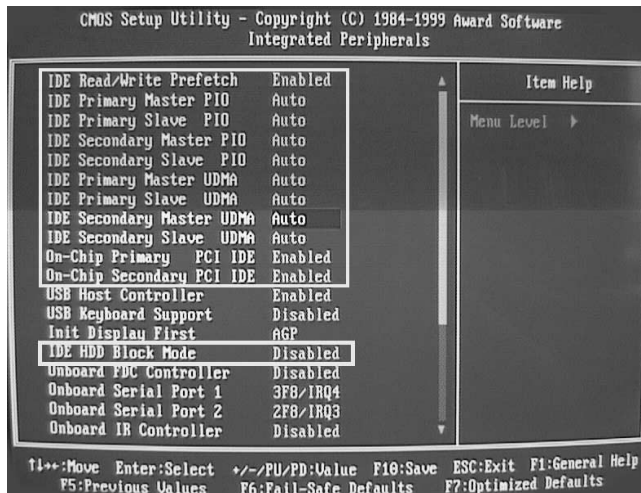 CMOS Setup Utility - Copyright (C) 1984-1999 Award Software
Integrated Peripherals
IDE Read/Write Prefetch Enabled
IDE Primary Master PIO Auto
IDE Primary Slave PIO Auto
IDE Secondary Master PIO Auto
IDE Secondary Slave PIO Auto
IDE Primary Master UDMA Auto
IDE Primary Slave UDMA Auto
IDE Secondary Master UDMA Auto
IDE Secondary Slave UDMA Auto
On-Chip Primary PCI IDE Enabled
On-Chip Secondary PCI IDE Enabled
USB Host Controller Enabled
USB Keyboard Support Disabled
Init Display First AGP
IDE HDD Block Mode Disabled
Onboard FDC Controller Disabled
Onboard Serial Port 1 3F8/IRQ4
Onboard Serial Port 2 2F8/IRQ3
Onboard IR Controller Disabled
Item Help
Menu Level ▶
↑↓→←:Move Enter:Select +/-/PU/PD:Value F10:Save ESC:Exit F1:General Help
F5:Previous Values F6:Fail-Safe Defaults F7:Optimized Defaults